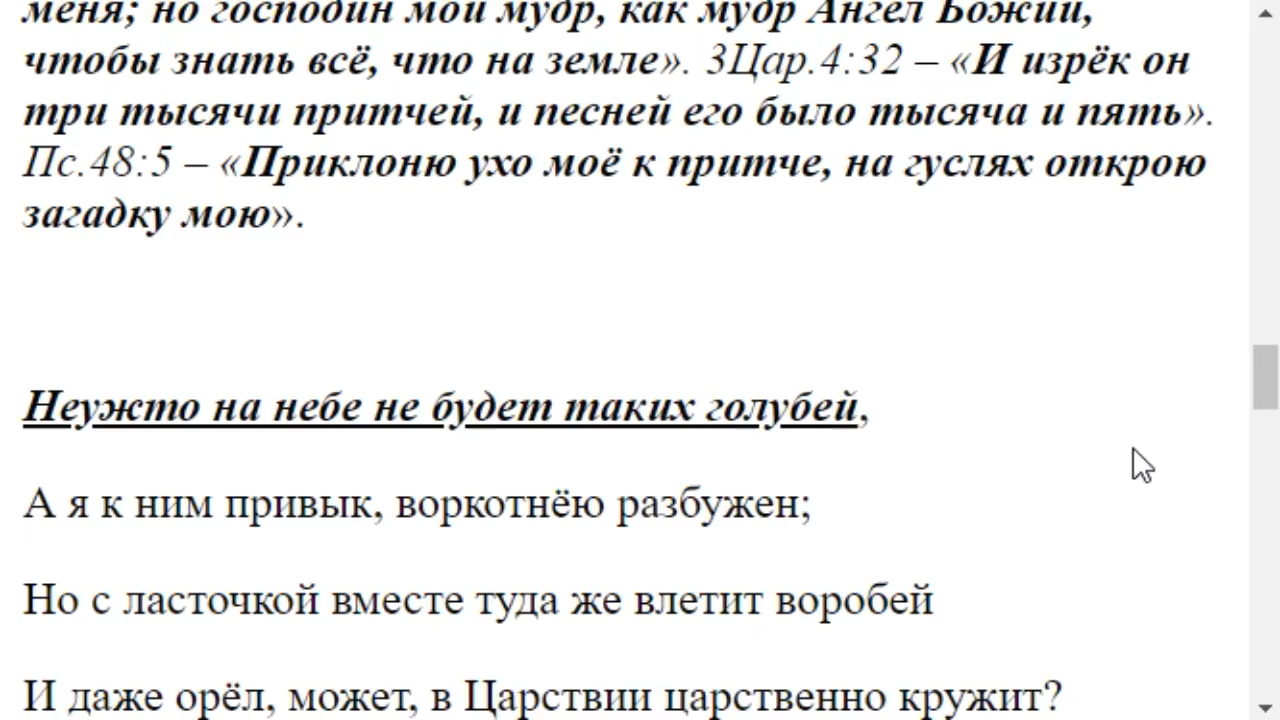 меня; но господин мой мудр, как мудр Ангел Божий,
чтобы знать всё, что на земле». 3Цар.4:32 – «И изрёк он
три тысячи притчей, и песней его было тысяча и пять».
Пс.48:5 – «Приклоню ухо моё к притче, на гуслях открою
загадку мою».
Неужто на небе не будет таких голубей,
А я к ним привык, воркотнёю разбужен;
Но с ласточкой вместе туда же влетит воробей
И даже орёл, может, в Царствии царственно кружит?